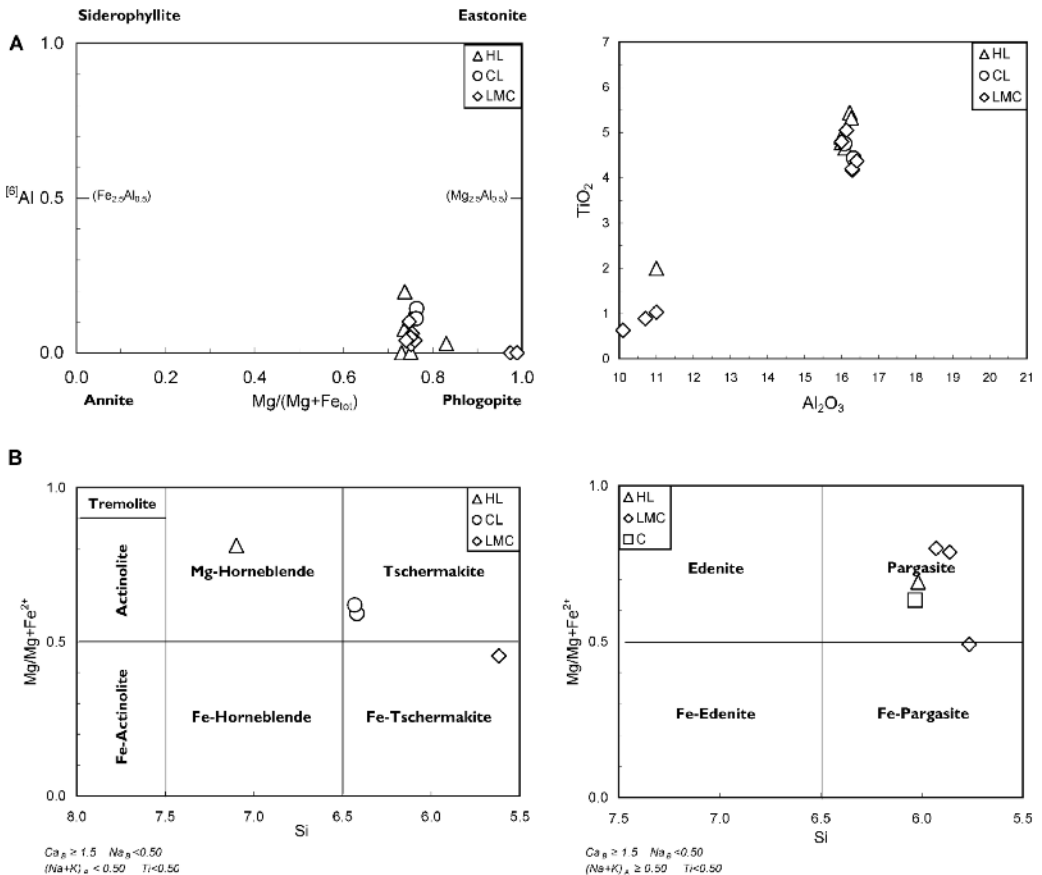 Siderophyllite Eastonite
A
1.0
△ HL
○ CL
◇ LMC
[6]Al 0.5
(Fe2.5Al0.5) (Mg2.5Al0.5)
0.0
0.0 0.2 0.4 0.6 0.8 1.0
Annite Mg/(Mg+Fetot) Phlogopite
7
6
5
4
3
2
1
0
TiO2
△ HL
○ CL
◇ LMC
10 11 12 13 14 15 16 17 18 19 20 21
Al2O3
B
1.0
0.5
0.0
Mg/Mg+Fe2+
Tremolite
△ HL
○ CL
◇ LMC
Actinolite
Mg-Horneblende Tschermakite
Fe-Actinolite
Fe-Horneblende Fe-Tschermakite
8.0 7.5 7.0 6.5 6.0 5.5
Si
CaB ≥ 1.5 NaB <0.50
(Na+K)A < 0.50 Ti<0.50
1.0
0.5
0.0
Mg/Mg+Fe2+
△ HL
◇ LMC
□ C
Edenite Pargasite
Fe-Edenite Fe-Pargasite
7.5 7.0 6.5 6.0 5.5
Si
CaB ≥ 1.5 NaB <0.50
(Na+K)A ≥ 0.50 Ti<0.50